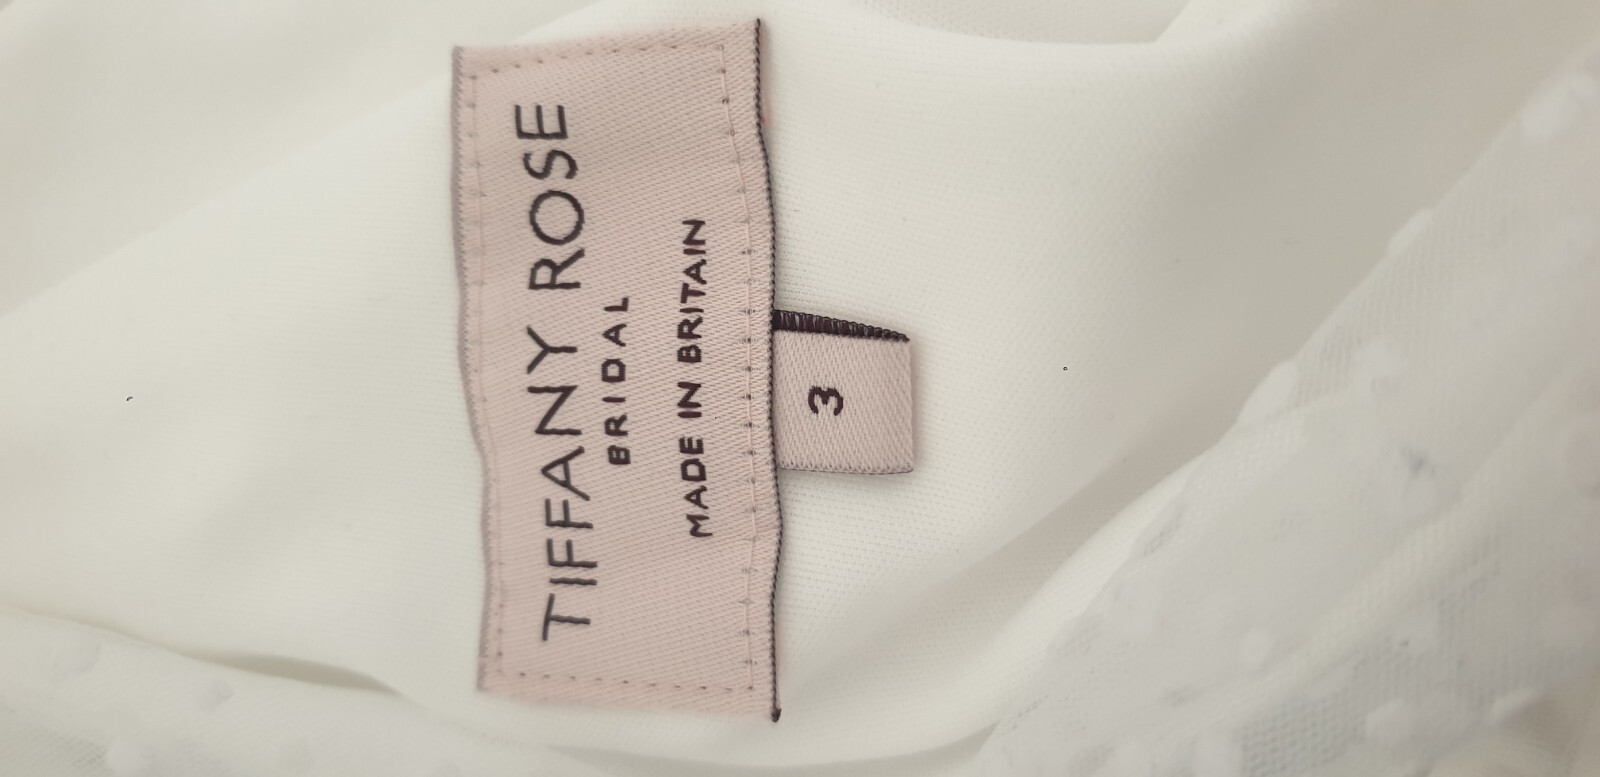 TIFFANY ROSE
BRIDAL
MADE IN BRITAIN
3